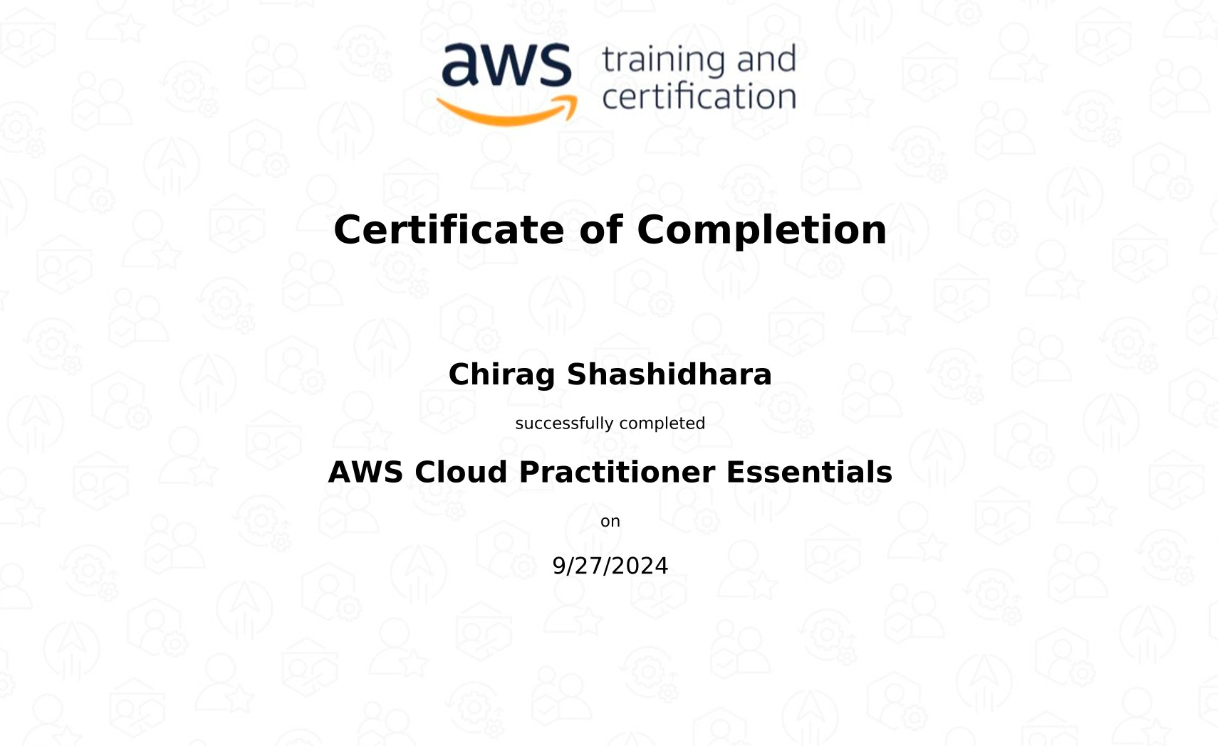 aws training and
certification
Certificate of Completion
Chirag Shashidhara
successfully completed
AWS Cloud Practitioner Essentials
on
9/27/2024